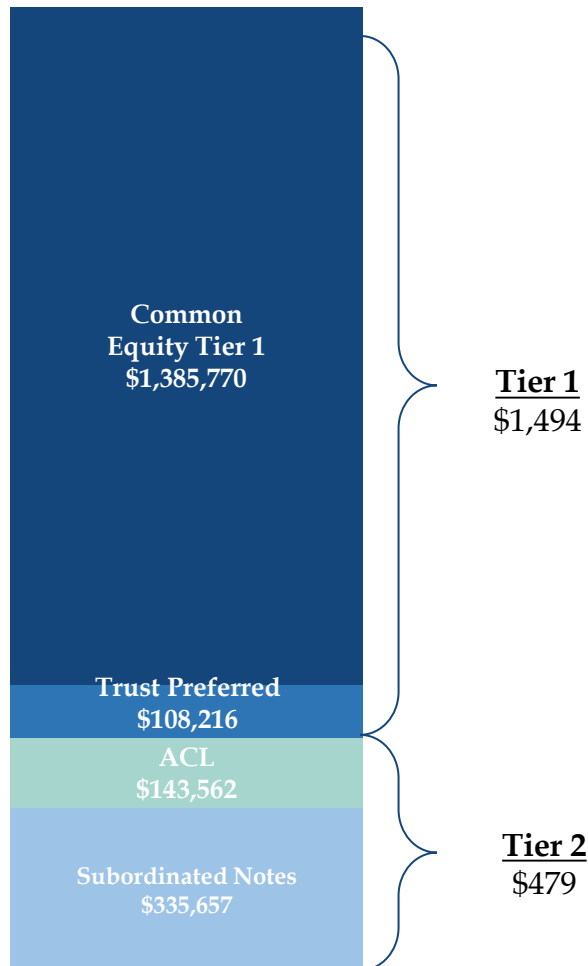 Common
Equity Tier 1
$1,385,770
Tier 1
$1,494
Trust Preferred
$108,216
ACL
$143,562
Subordinated Notes
$335,657
Tier 2
$479